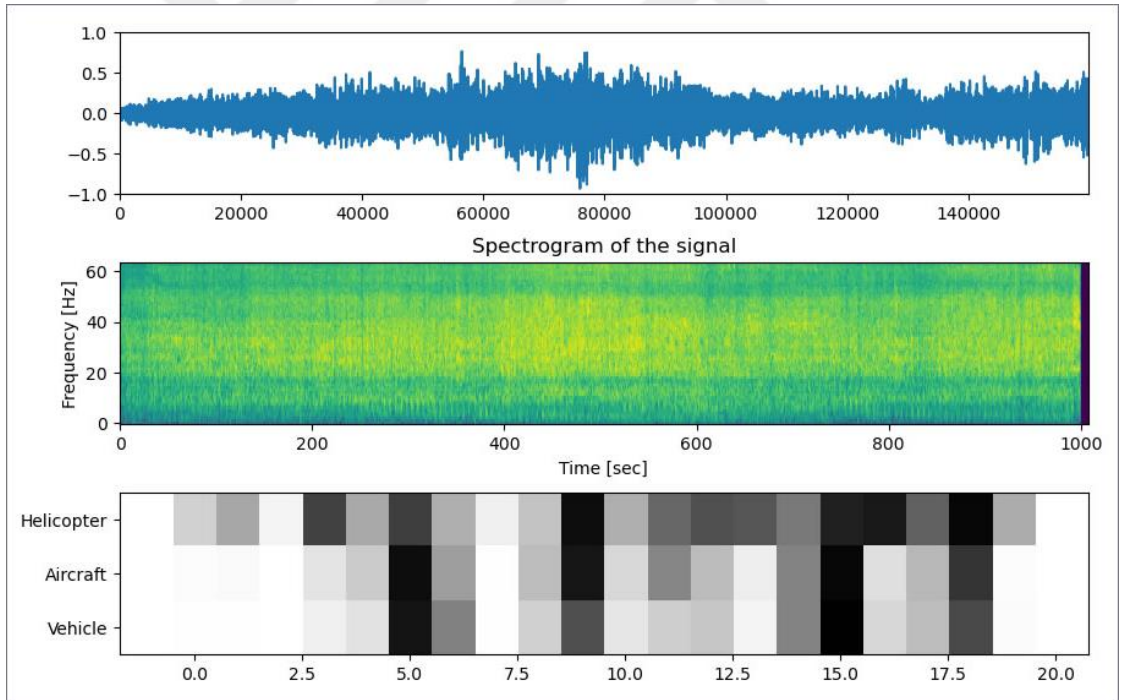 1.0
0.5
0.0
−0.5
−1.0
0 20000 40000 60000 80000 100000 120000 140000
Spectrogram of the signal
60
40
20
0
Frequency [Hz]
0 200 400 600 800 1000
Time [sec]
Helicopter
Aircraft
Vehicle
0.0 2.5 5.0 7.5 10.0 12.5 15.0 17.5 20.0